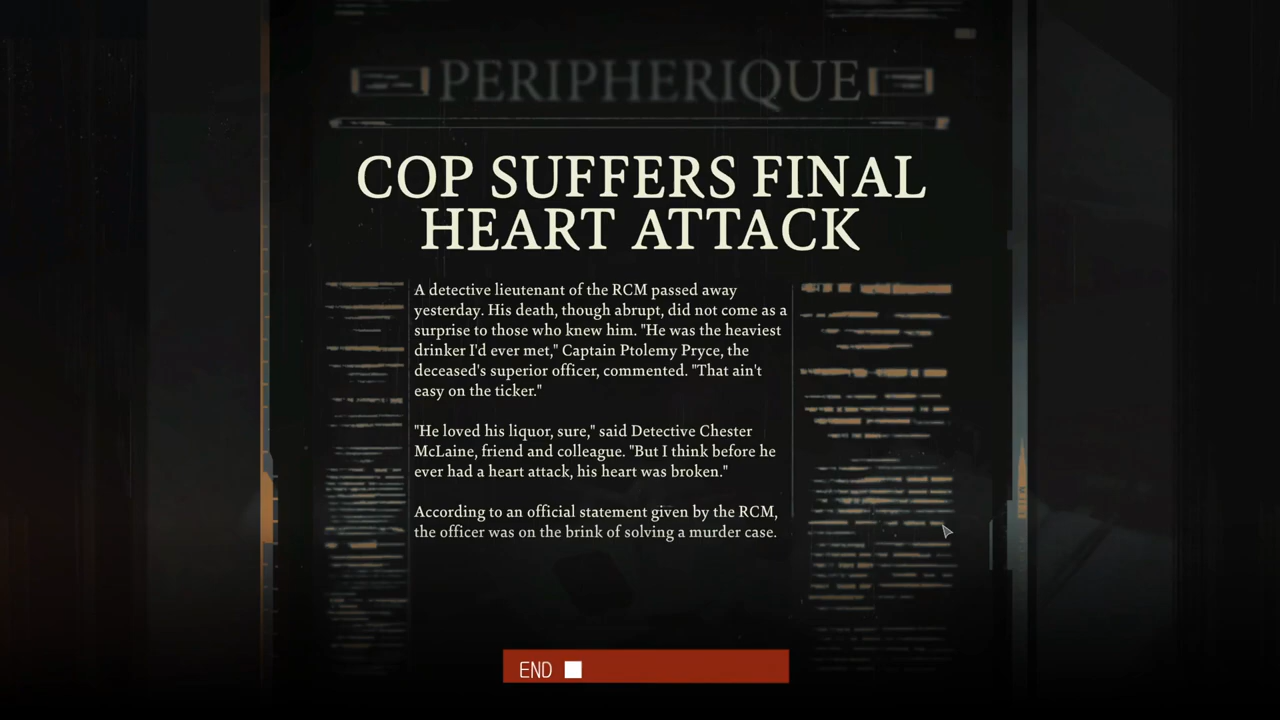 PERIPHERIQUE
COP SUFFERS FINAL
HEART ATTACK
A detective lieutenant of the RCM passed away
yesterday. His death, though abrupt, did not come as a
surprise to those who knew him. "He was the heaviest
drinker I'd ever met," Captain Ptolemy Pryce, the
deceased's superior officer, commented. "That ain't
easy on the ticker."
"He loved his liquor, sure," said Detective Chester
McLaine, friend and colleague. "But I think before he
ever had a heart attack, his heart was broken."
According to an official statement given by the RCM,
the officer was on the brink of solving a murder case.
END